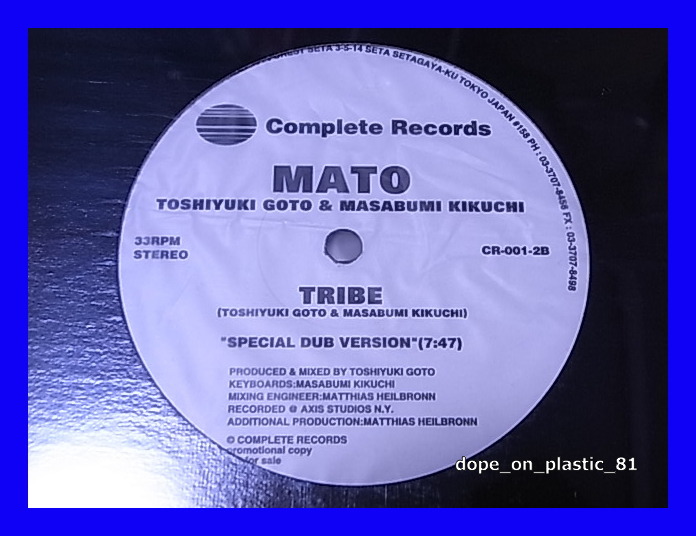 SETA 3-5-14 SETA SETAGAYA-KU TOKYO JAPAN #158 PH : 03-3707-8456 FX : 03-3707-8498
Complete Records
MATO
TOSHIYUKI GOTO & MASABUMI KIKUCHI
33RPM
STEREO
CR-001-2B
TRIBE
(TOSHIYUKI GOTO & MASABUMI KIKUCHI)
"SPECIAL DUB VERSION"(7:47)
PRODUCED & MIXED BY TOSHIYUKI GOTO
KEYBOARDS:MASABUMI KIKUCHI
MIXING ENGINEER:MATTHIAS HEILBRONN
RECORDED @ AXIS STUDIOS N.Y.
ADDITIONAL PRODUCTION:MATTHIAS HEILBRONN
© COMPLETE RECORDS
promotional copy
for sale
dope_on_plastic_81